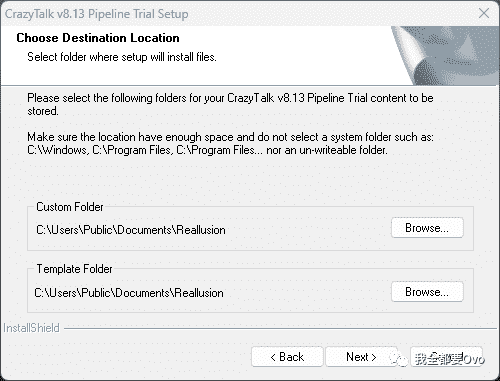 CrazyTalk v8.13 Pipeline Trial Setup
Choose Destination Location
Select folder where setup will install files.
Please select the following folders for your CrazyTalk v8.13 Pipeline Trial content to be
stored.
Make sure the location have enough space and do not select a system folder such as:
C:\Windows, C:\Program Files, C:\Program Files... nor an un-writeable folder.
Custom Folder
C:\Users\Public\Documents\Reallusion
Browse...
Template Folder
C:\Users\Public\Documents\Reallusion
Browse...
InstallShield
< Back
Next >
我全都要Ovo